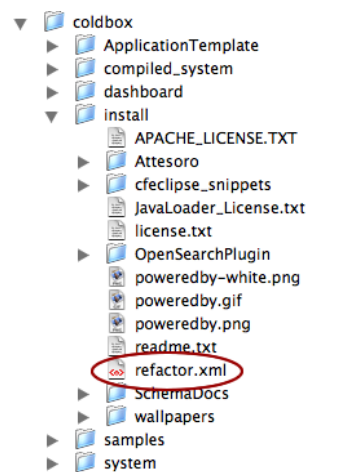 coldbox
ApplicationTemplate
compiled_system
dashboard
install
APACHE_LICENSE.TXT
Attesoro
cfeclipse_snippets
JavaLoader_License.txt
license.txt
OpenSearchPlugin
poweredby-white.png
poweredby.gif
poweredby.png
readme.txt
refactor.xml
SchemaDocs
wallpapers
samples
system